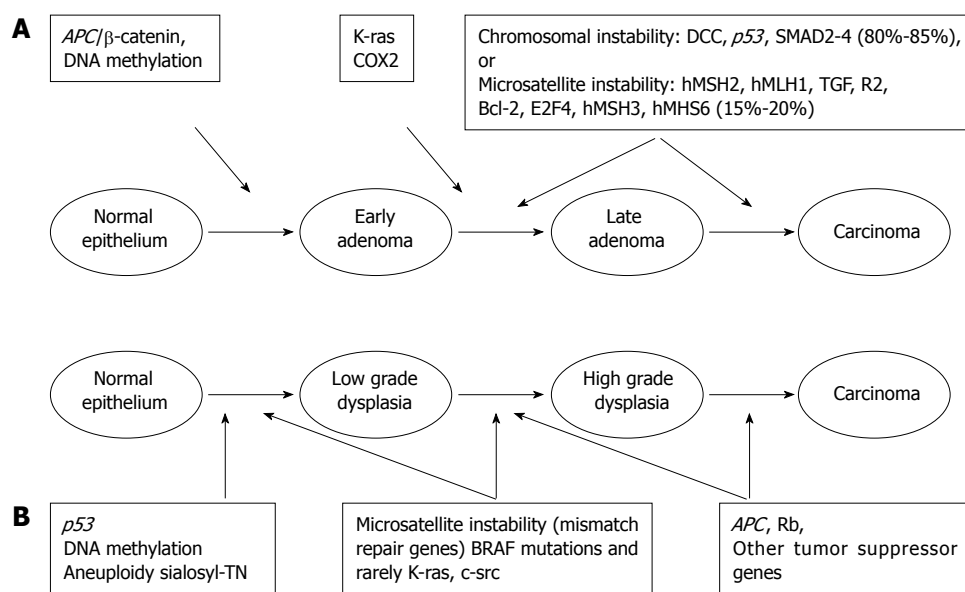 A
APC/β-catenin,
DNA methylation
K-ras
COX2
Chromosomal instability: DCC, p53, SMAD2-4 (80%-85%),
or
Microsatellite instability: hMSH2, hMLH1, TGF, R2,
Bcl-2, E2F4, hMSH3, hMHS6 (15%-20%)
Normal
epithelium
Early
adenoma
Late
adenoma
Carcinoma
Normal
epithelium
Low grade
dysplasia
High grade
dysplasia
Carcinoma
B
p53
DNA methylation
Aneuploidy sialosyl-TN
Microsatellite instability (mismatch
repair genes) BRAF mutations and
rarely K-ras, c-src
APC, Rb,
Other tumor suppressor
genes